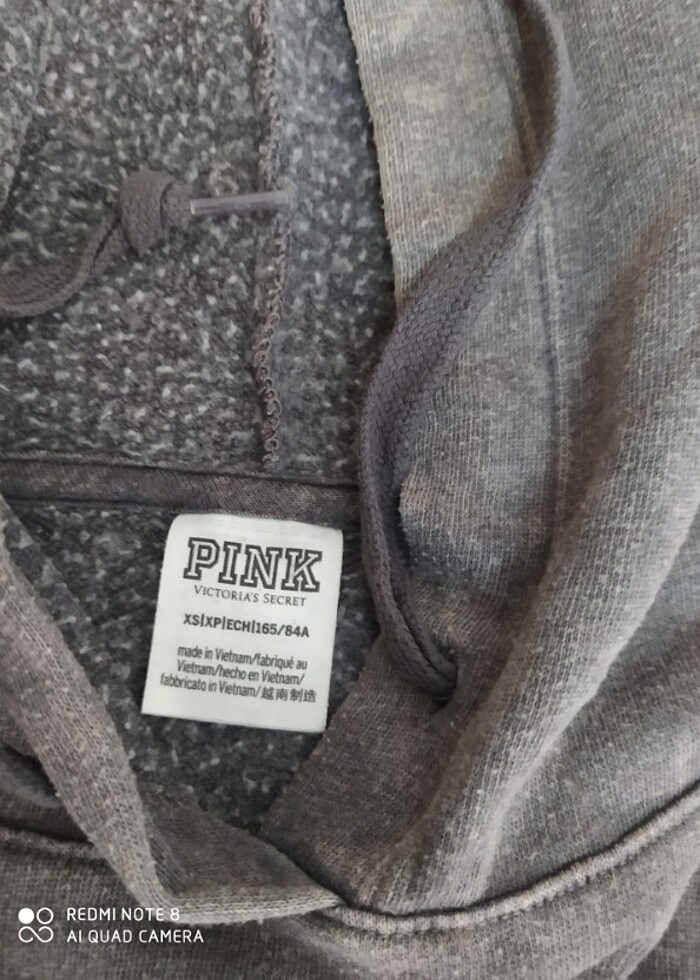 PINK
VICTORIA'S SECRET
XS|XP|ECH|165/84A
made in Vietnam/fabriqué au
Vietnam/hecho en Vietnam/
fabbricato in Vietnam/越南制造
REDMI NOTE 8
AI QUAD CAMERA